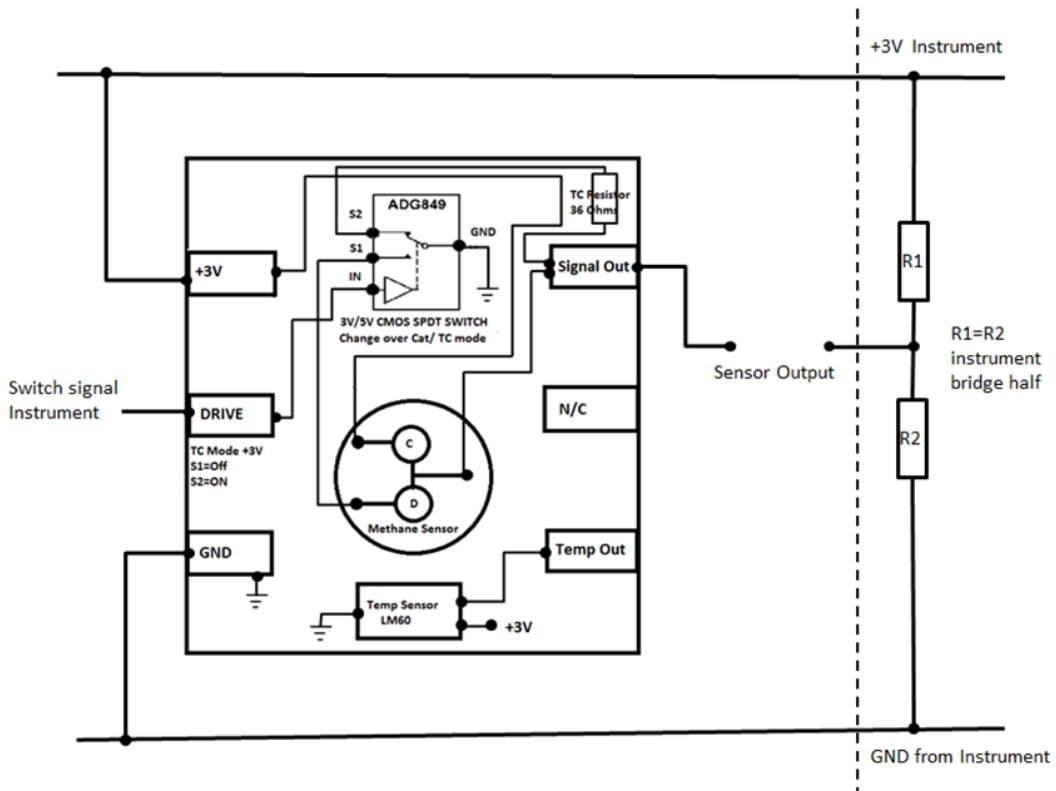 +3V Instrument
TC Resistor
36 Ohms
ADG849
S2
GND
S1
IN
+3V
Signal Out
R1
3V/5V CMOS SPDT SWITCH
Change over Cat/ TC mode
R1=R2
instrument
bridge half
Sensor Output
Switch signal
Instrument
DRIVE
N/C
R2
TC Mode +3V
S1=Off
S2=ON
C
D
Methane Sensor
GND
Temp Out
Temp Sensor
LM60
+3V
GND from Instrument